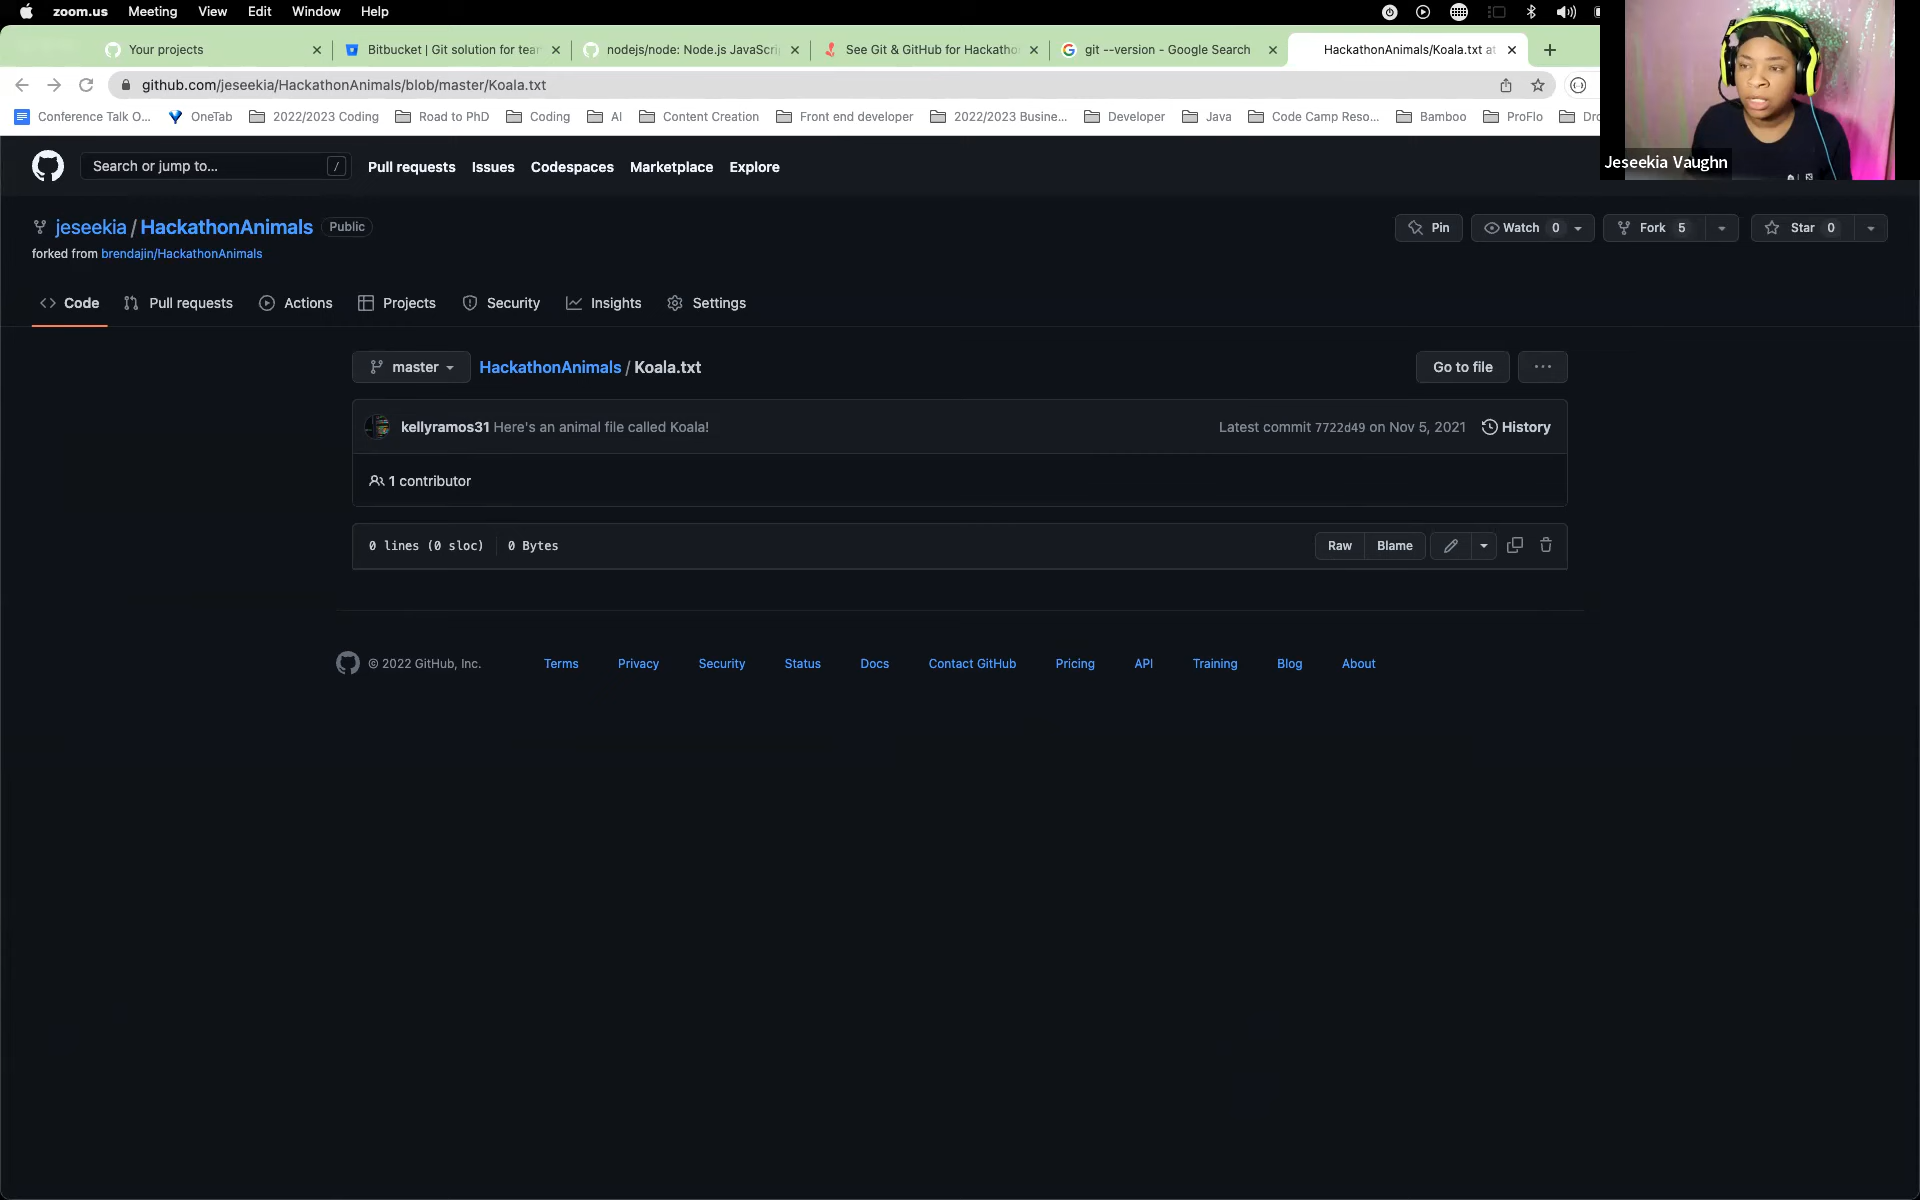 zoom.us Meeting View Edit Window Help
Your projects
Bitbucket | Git solution for team
nodejs/node: Node.js JavaScri
See Git & GitHub for Hackatho
git --version - Google Search
HackathonAnimals/Koala.txt at
github.com/jeseekia/HackathonAnimals/blob/master/Koala.txt
Conference Talk O... OneTab 2022/2023 Coding Road to PhD Coding AI Content Creation Front end developer 2022/2023 Busine... Developer Java Code Camp Reso... Bamboo ProFlo Dro
Jeseekia Vaughn
Search or jump to... / Pull requests Issues Codespaces Marketplace Explore
jeseekia / HackathonAnimals Public
Pin Watch 0 Fork 5 Star 0
forked from brendajin/HackathonAnimals
Code Pull requests Actions Projects Security Insights Settings
master HackathonAnimals / Koala.txt Go to file ...
kellyramos31 Here's an animal file called Koala! Latest commit 7722d49 on Nov 5, 2021 History
1 contributor
0 lines (0 sloc) 0 Bytes Raw Blame
© 2022 GitHub, Inc. Terms Privacy Security Status Docs Contact GitHub Pricing API Training Blog About